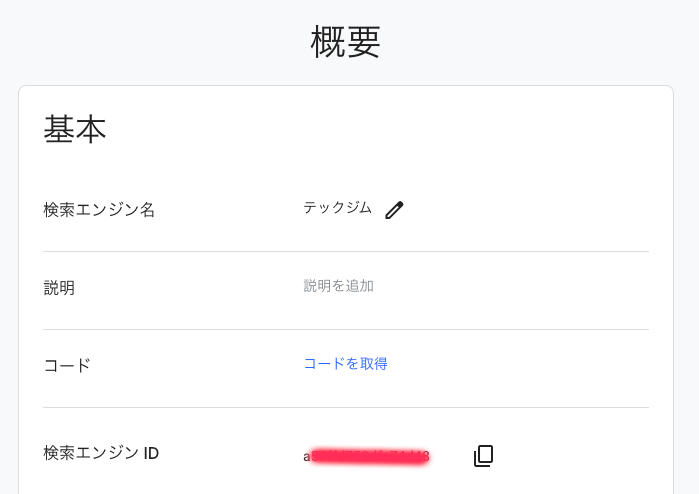 概要
基本
検索エンジン名
テックジム
説明
説明を追加
コード
コードを取得
検索エンジン ID